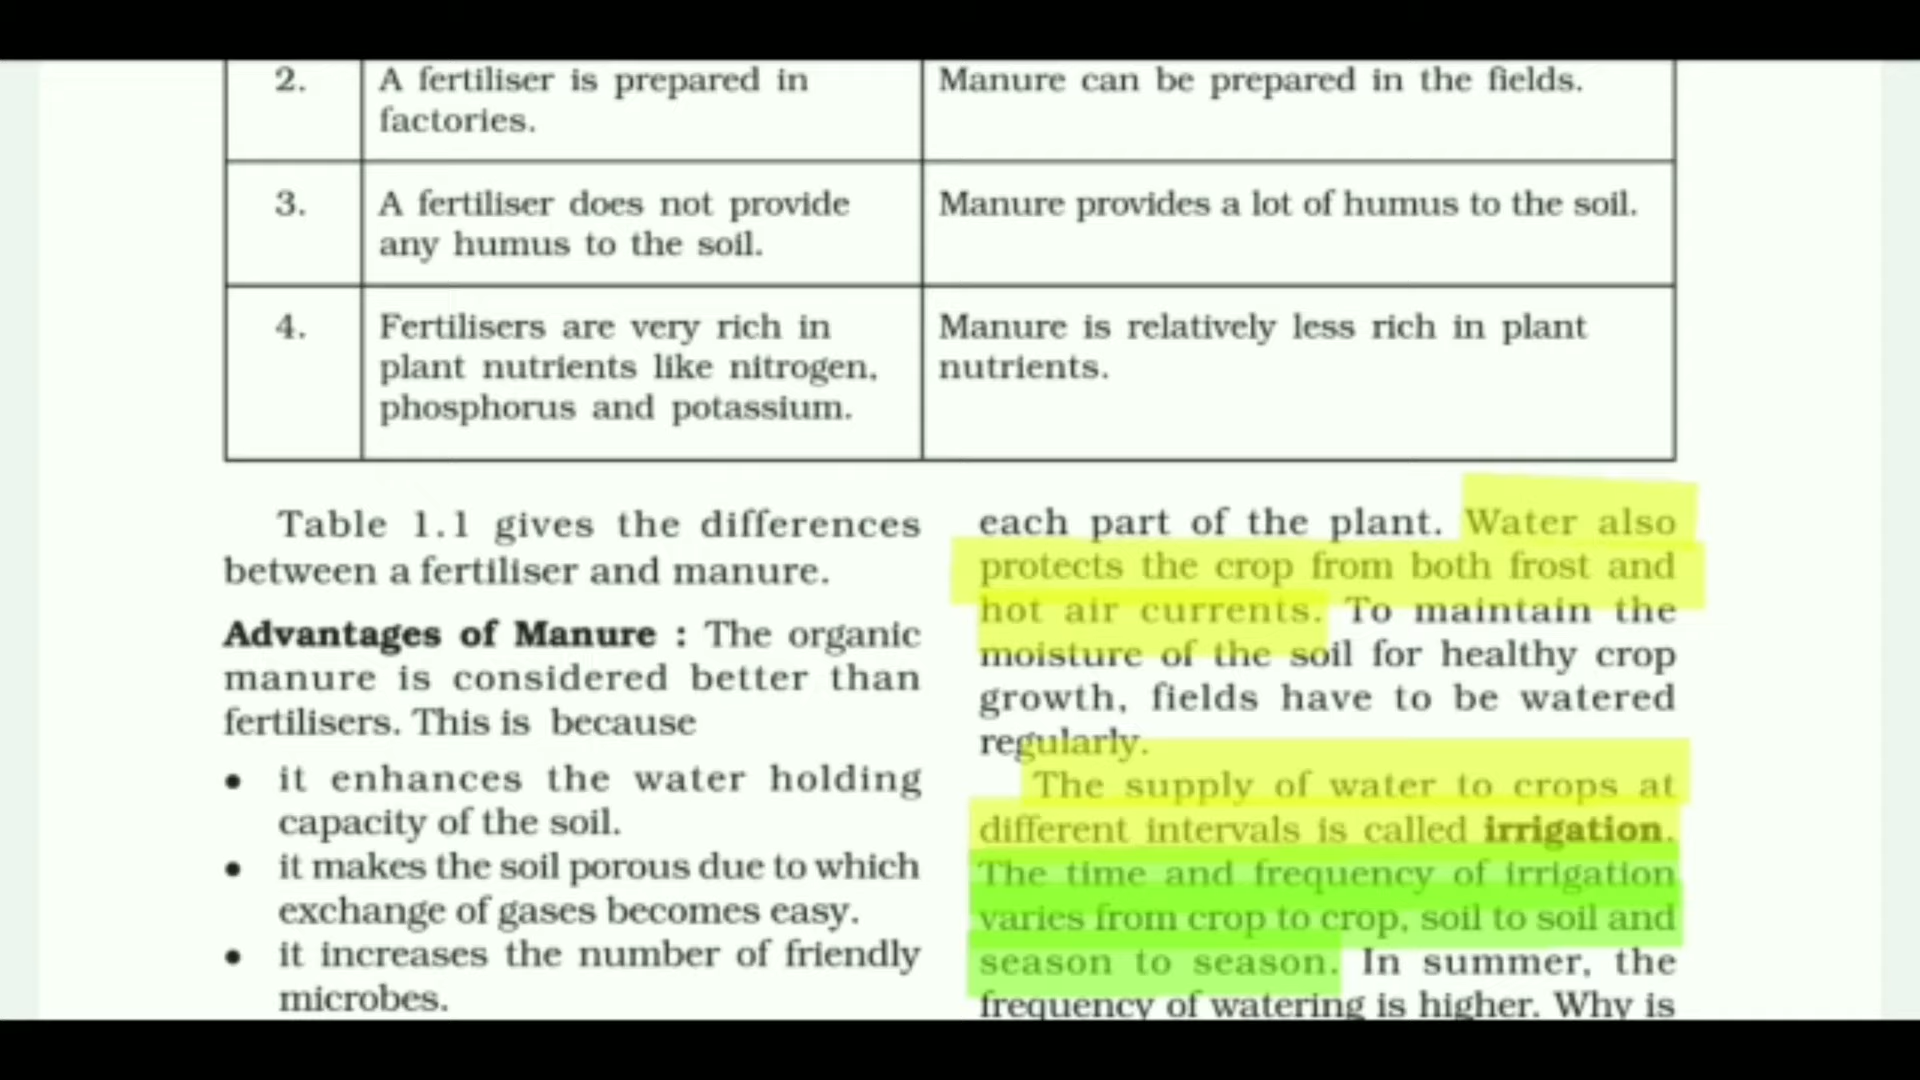 2. A fertiliser is prepared in Manure can be prepared in the fields.
factories.
3. A fertiliser does not provide Manure provides a lot of humus to the soil.
any humus to the soil.
4. Fertilisers are very rich in Manure is relatively less rich in plant
plant nutrients like nitrogen, nutrients.
phosphorus and potassium.
Table 1.1 gives the differences
between a fertiliser and manure.
Advantages of Manure : The organic
manure is considered better than
fertilisers. This is because
• it enhances the water holding
capacity of the soil.
• it makes the soil porous due to which
exchange of gases becomes easy.
• it increases the number of friendly
microbes.
each part of the plant. Water also
protects the crop from both frost and
hot air currents. To maintain the
moisture of the soil for healthy crop
growth, fields have to be watered
regularly.
The supply of water to crops at
different intervals is called irrigation.
The time and frequency of irrigation
varies from crop to crop, soil to soil and
season to season. In summer, the
frequency of watering is higher. Why is